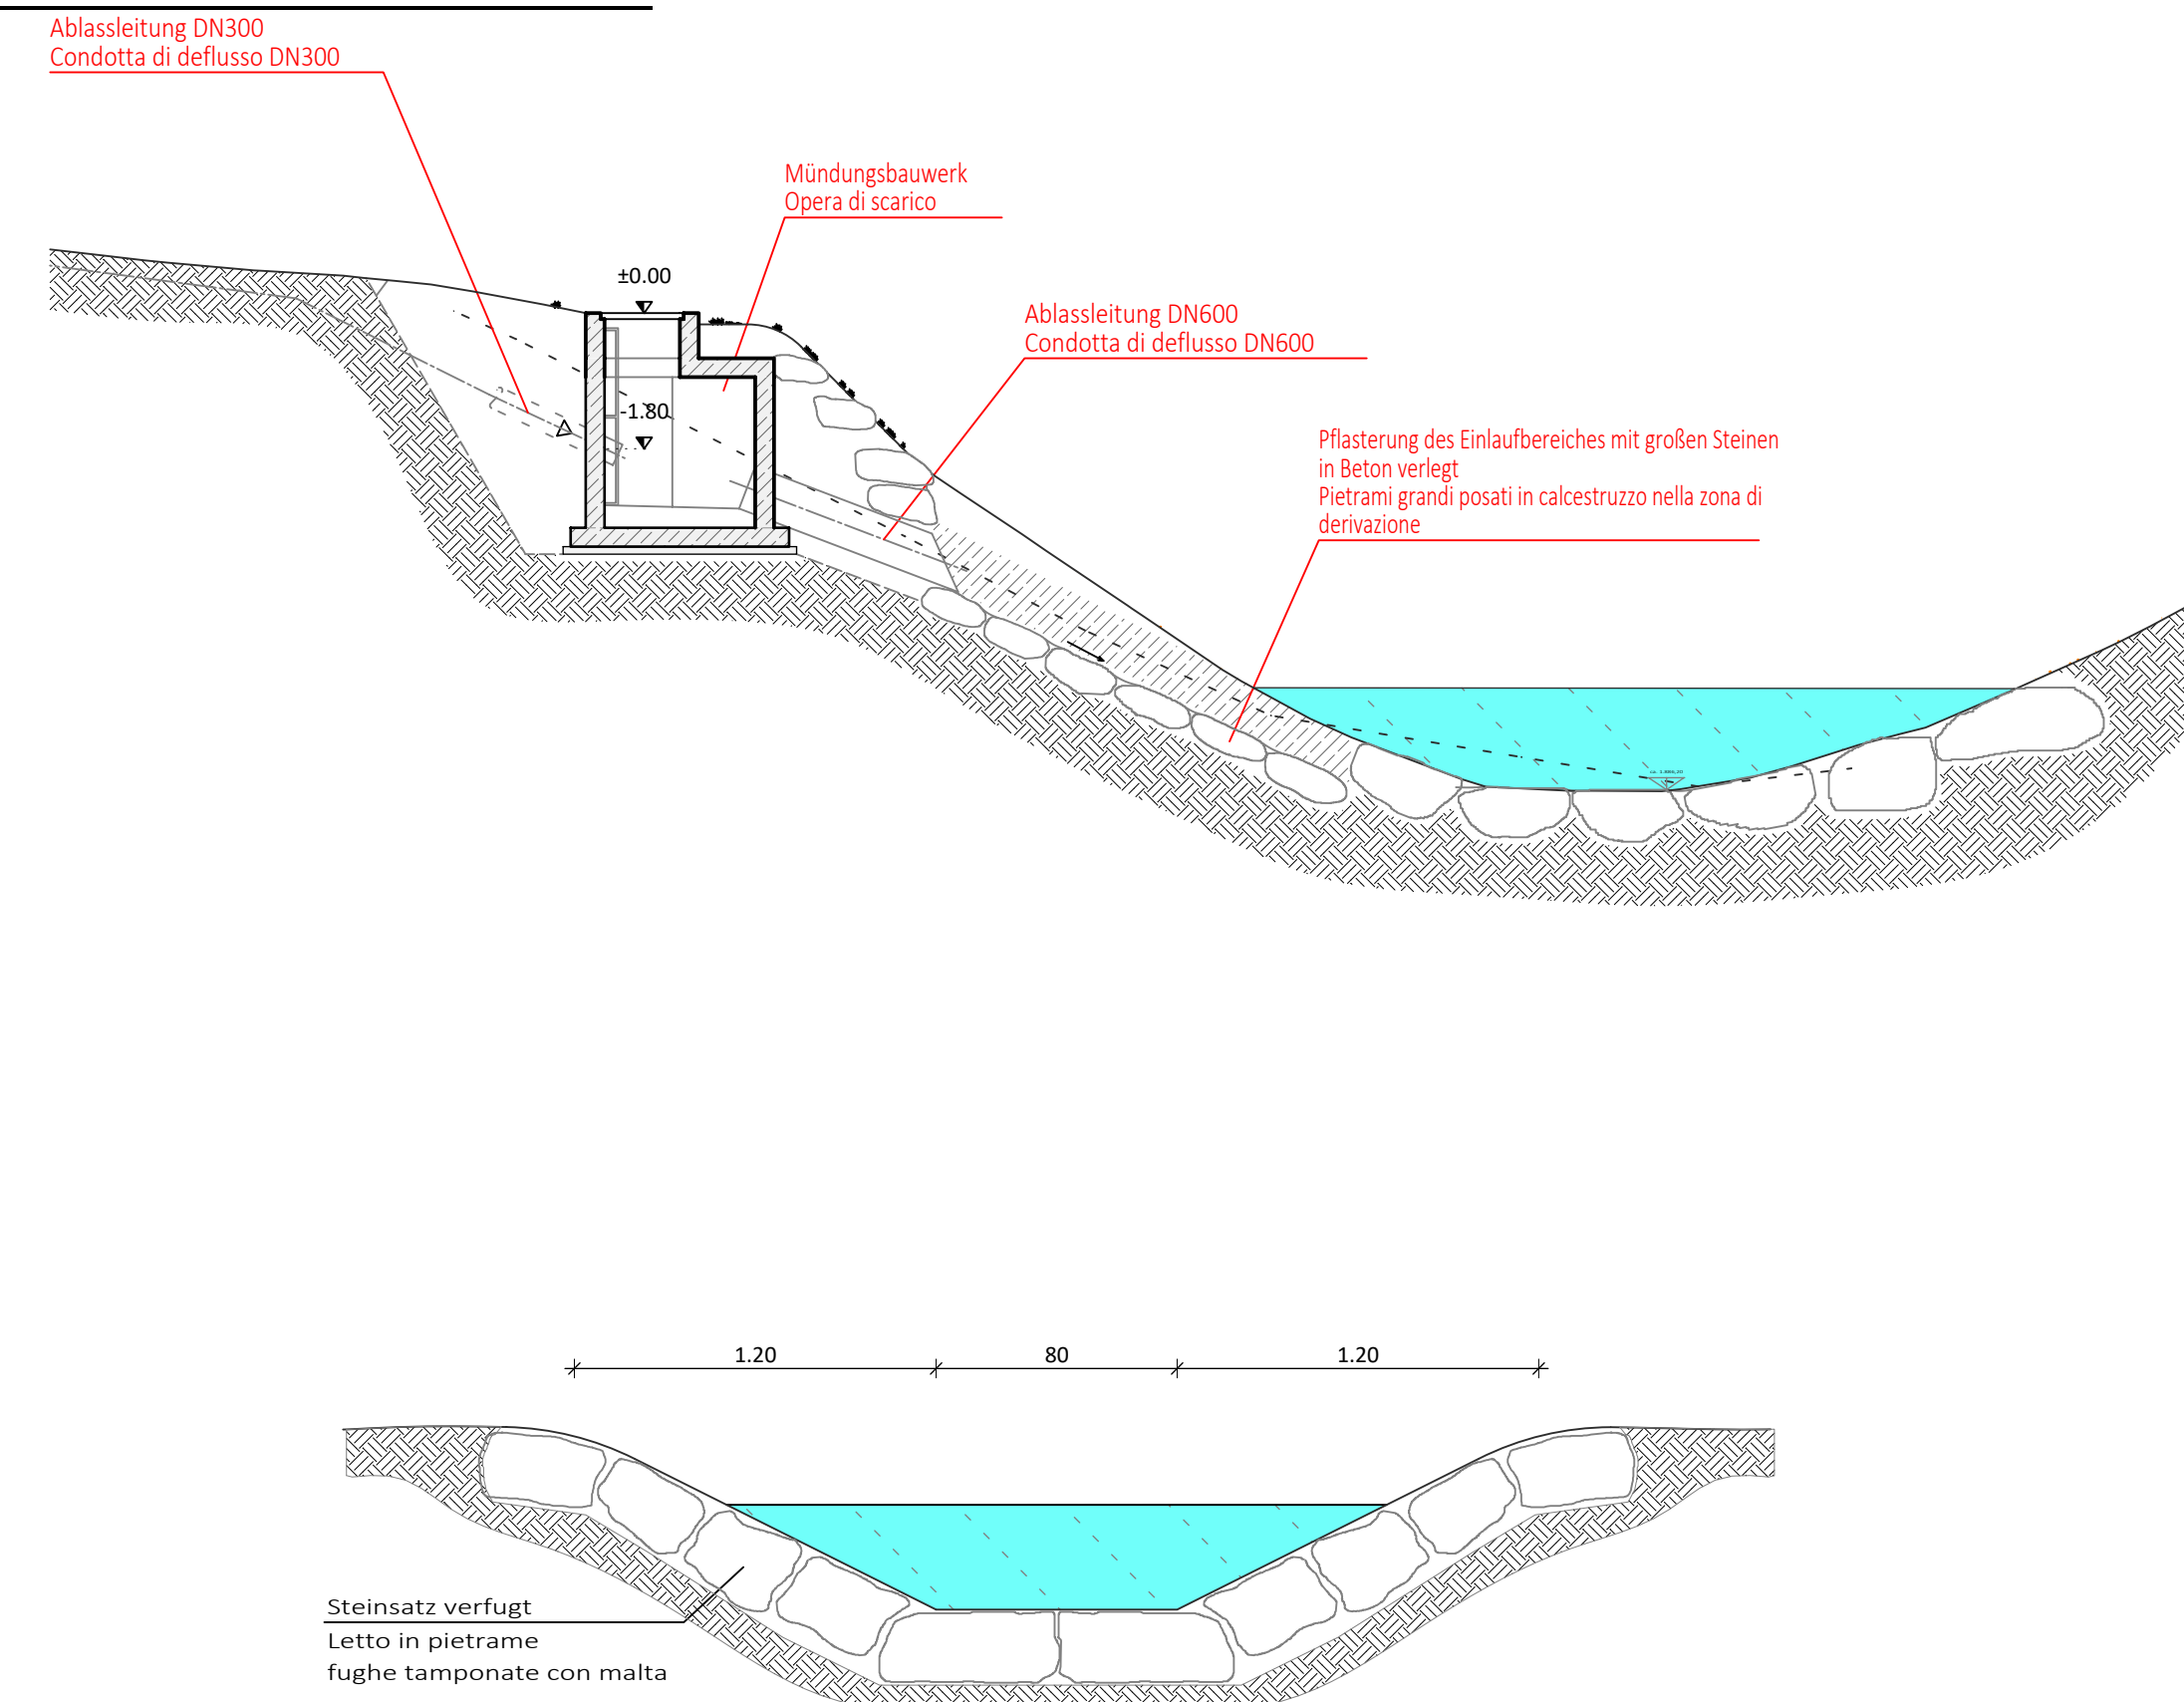 Ablassleitung DN300
Condotta di deflusso DN300
Mündungsbauwerk
Opera di scarico
±0.00
Ablassleitung DN600
Condotta di deflusso DN600
-1.80
Pflasterung des Einlaufbereiches mit großen Steinen
in Beton verlegt
Pietrami grandi posati in calcestruzzo nella zona di
derivazione
1.20
80
1.20
Steinsatz verfugt
Letto in pietrame
fughe tamponate con malta